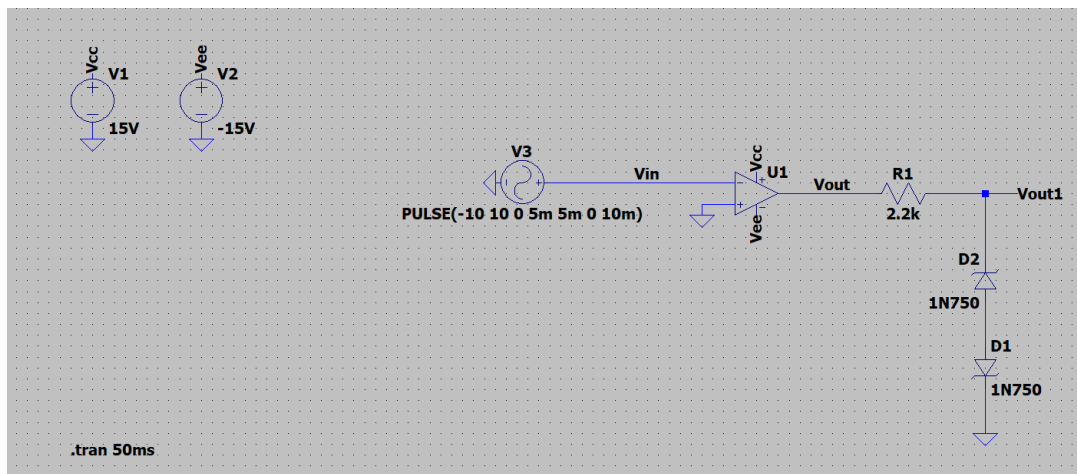 Vcc
V1
15V
Vee
V2
-15V
V3
PULSE(-10 10 0 5m 5m 0 10m)
Vin
Vcc
U1
Vee
Vout
R1
2.2k
Vout1
D2
1N750
D1
1N750
.tran 50ms